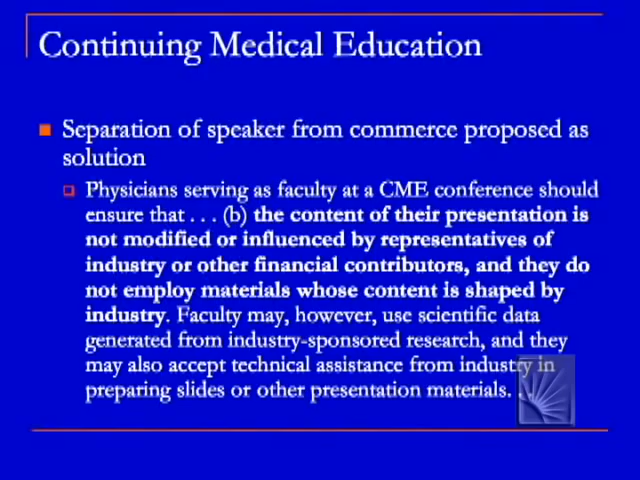 Continuing Medical Education
Separation of speaker from commerce proposed as
solution
Physicians serving as faculty at a CME conference should
ensure that . . . (b) the content of their presentation is
not modified or influenced by representatives of
industry or other financial contributors, and they do
not employ materials whose content is shaped by
industry. Faculty may, however, use scientific data
generated from industry-sponsored research, and they
may also accept technical assistance from industry in
preparing slides or other presentation materials. . .